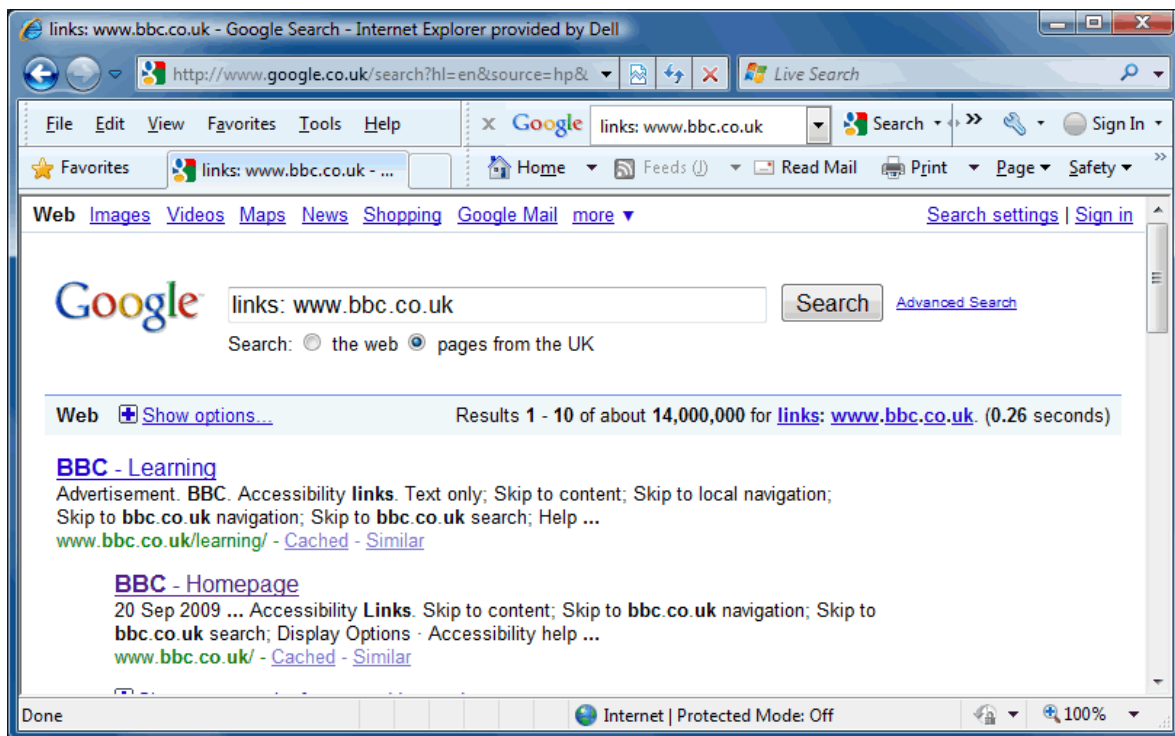 links: www.bbc.co.uk - Google Search - Internet Explorer provided by Dell
http://www.google.co.uk/search?hl=en&source=hp& Live Search
File Edit View Favorites Tools Help x Google links: www.bbc.co.uk Search >> Sign In
Favorites links: www.bbc.co.uk - ... Home Feeds (J) Read Mail Print Page Safety >>
Web Images Videos Maps News Shopping Google Mail more ▼ Search settings | Sign in
Google links: www.bbc.co.uk Search Advanced Search
Search: the web pages from the UK
Web Show options... Results 1 - 10 of about 14,000,000 for links: www.bbc.co.uk. (0.26 seconds)
BBC - Learning
Advertisement. BBC. Accessibility links. Text only; Skip to content; Skip to local navigation;
Skip to bbc.co.uk navigation; Skip to bbc.co.uk search; Help ...
www.bbc.co.uk/learning/ - Cached - Similar
BBC - Homepage
20 Sep 2009 ... Accessibility Links. Skip to content; Skip to bbc.co.uk navigation; Skip to
bbc.co.uk search; Display Options · Accessibility help ...
www.bbc.co.uk/ - Cached - Similar
Done Internet | Protected Mode: Off 100%